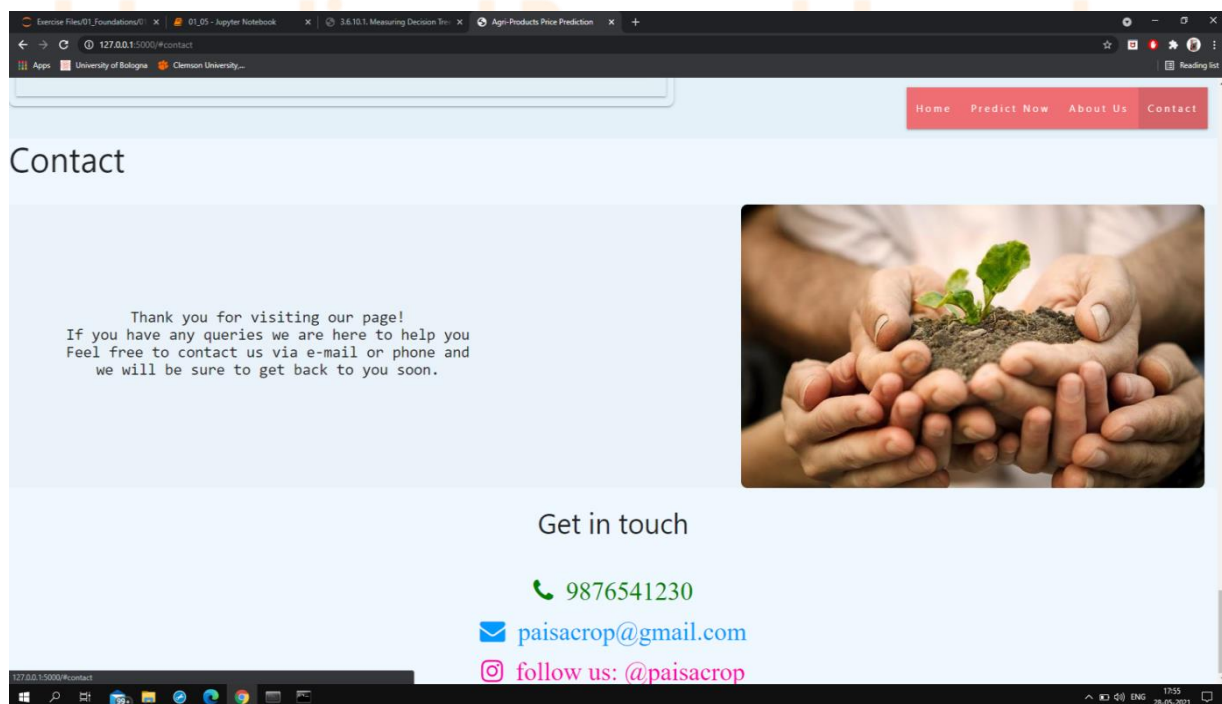 Exercise Files/01_Foundations/01
01_05 - Jupyter Notebook
3.6.10.1. Measuring Decision Tre
Agri-Products Price Prediction
127.0.0.1:5000/#contact
Apps University of Bologna Clemson University,... Reading list
Home Predict Now About Us Contact
Contact
Thank you for visiting our page!
If you have any queries we are here to help you
Feel free to contact us via e-mail or phone and
we will be sure to get back to you soon.
Get in touch
9876541230
paisacrop@gmail.com
follow us: @paisacrop
127.0.0.1:5000/#contact
99+
ENG
17:55
28-05-2021